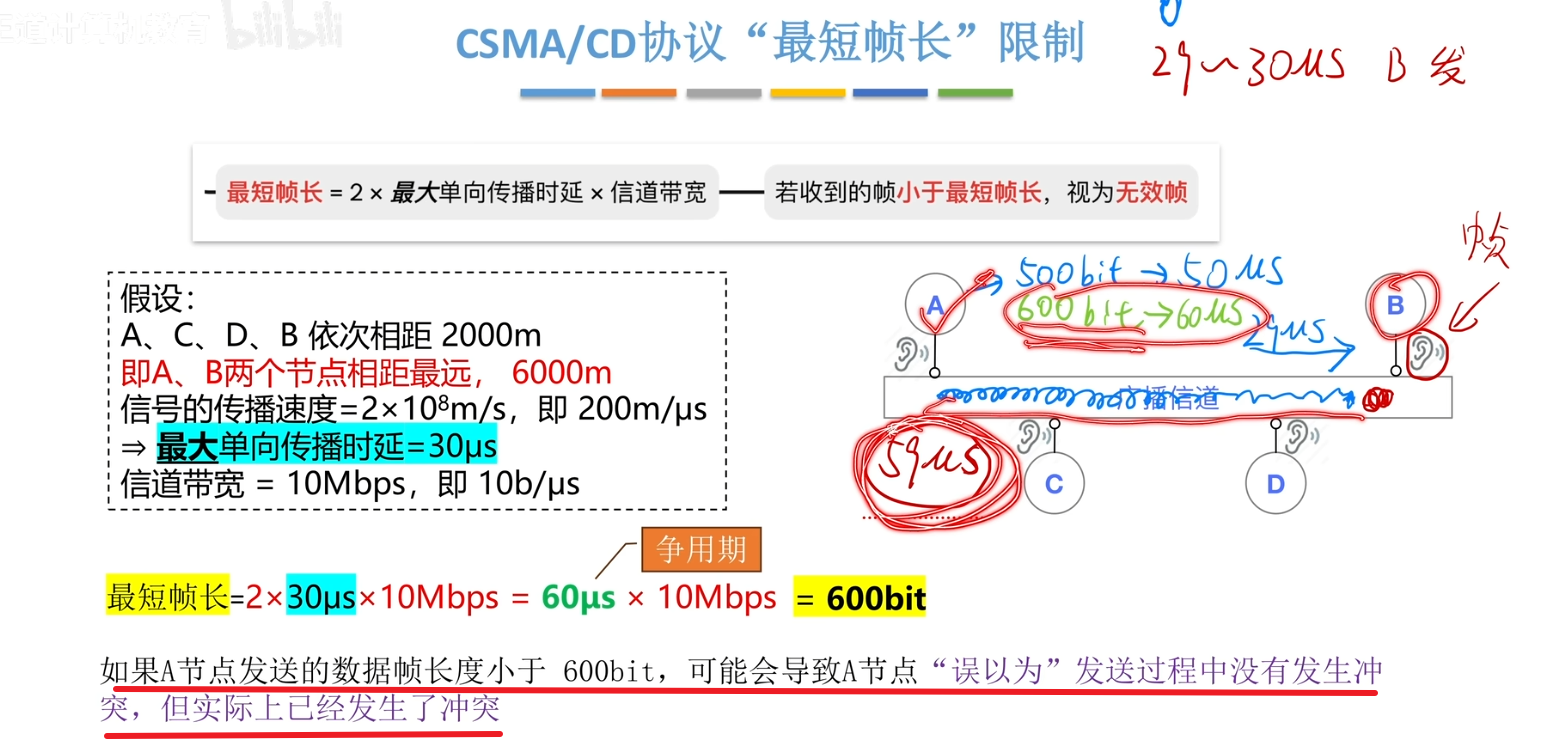 王道计算机教育 bilibili
CSMA/CD协议“最短帧长”限制
29~30μs B 发
最短帧长 = 2 × 最大单向传播时延 × 信道带宽
若收到的帧小于最短帧长，视为无效帧
帧
假设：
A、C、D、B 依次相距 2000m
即A、B两个节点相距最远， 6000m
信号的传播速度=2×10⁸m/s，即 200m/μs
⇒ 最大单向传播时延=30μs
信道带宽 = 10Mbps，即 10b/μs
500bit → 50μs
A
600bit → 60μs
B
29μs
广播信道
59μs
C
D
争用期
最短帧长=2×30μs×10Mbps = 60μs × 10Mbps = 600bit
如果A节点发送的数据帧长度小于 600bit，可能会导致A节点“误以为”发送过程中没有发生冲
突，但实际上已经发生了冲突